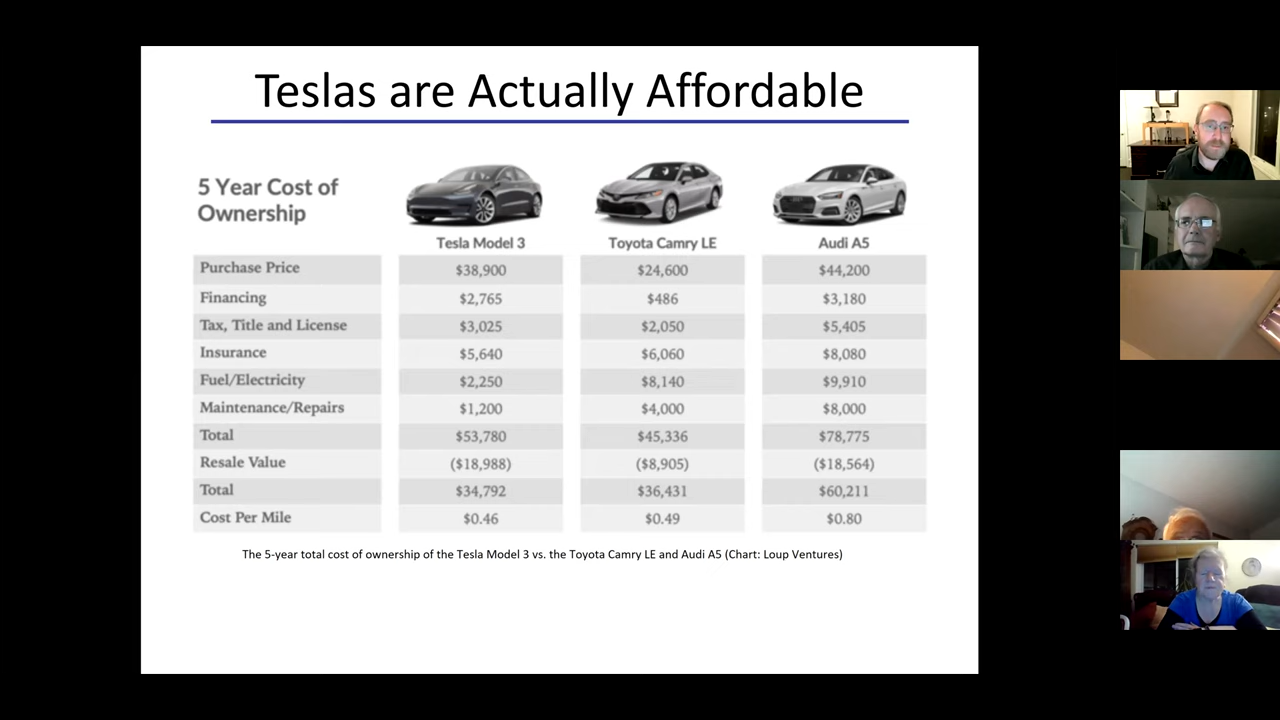 Teslas are Actually Affordable
5 Year Cost of
Ownership
Tesla Model 3 Toyota Camry LE Audi A5
Purchase Price $38,900 $24,600 $44,200
Financing $2,765 $486 $3,180
Tax, Title and License $3,025 $2,050 $5,405
Insurance $5,640 $6,060 $8,080
Fuel/Electricity $2,250 $8,140 $9,910
Maintenance/Repairs $1,200 $4,000 $8,000
Total $53,780 $45,336 $78,775
Resale Value ($18,988) ($8,905) ($18,564)
Total $34,792 $36,431 $60,211
Cost Per Mile $0.46 $0.49 $0.80
The 5-year total cost of ownership of the Tesla Model 3 vs. the Toyota Camry LE and Audi A5 (Chart: Loup Ventures)